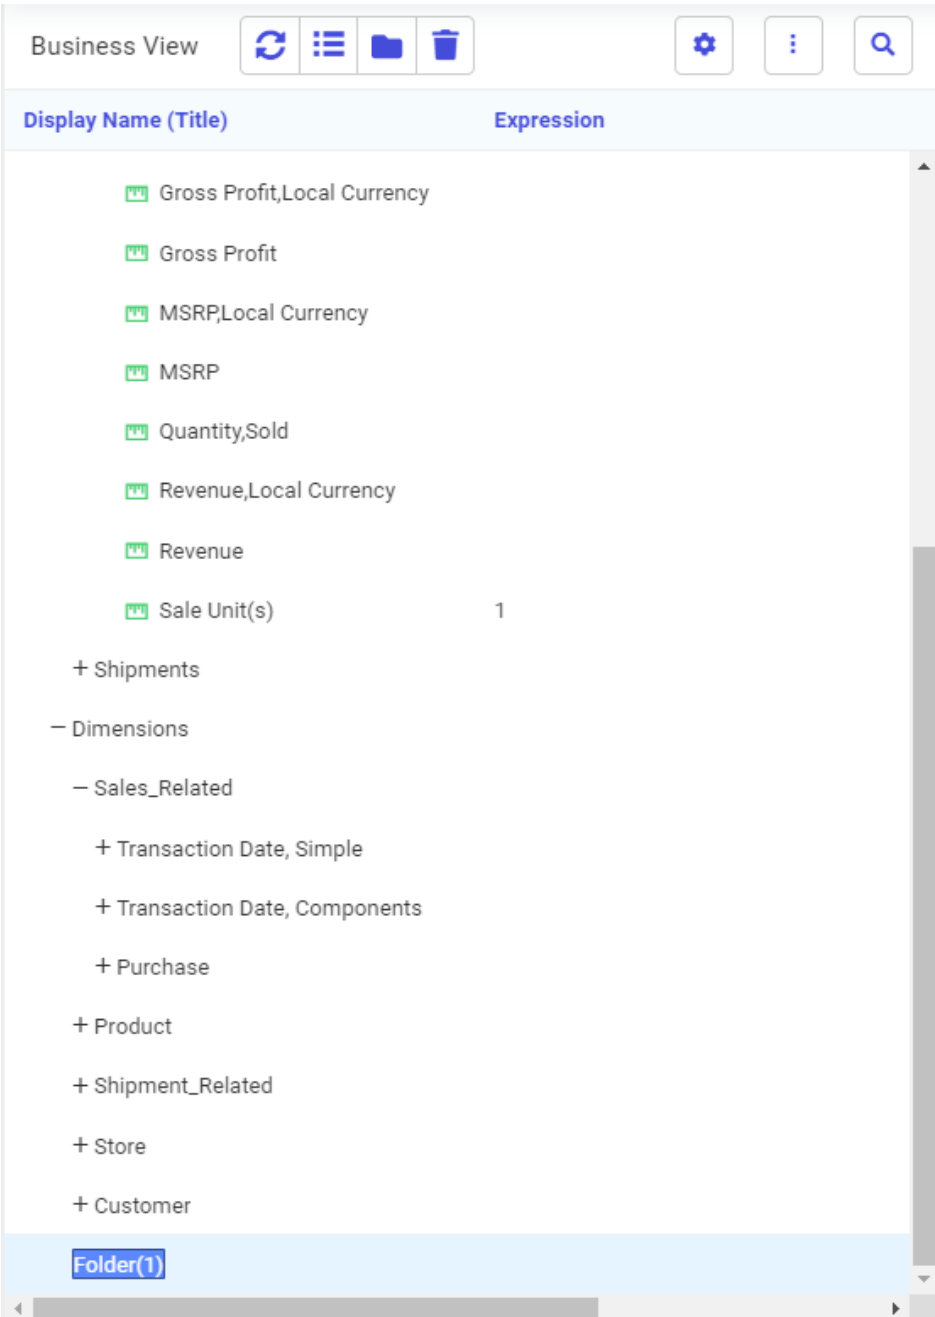 Business View
Display Name (Title) Expression
Gross Profit,Local Currency
Gross Profit
MSRP,Local Currency
MSRP
Quantity,Sold
Revenue,Local Currency
Revenue
Sale Unit(s) 1
+ Shipments
− Dimensions
− Sales_Related
+ Transaction Date, Simple
+ Transaction Date, Components
+ Purchase
+ Product
+ Shipment_Related
+ Store
+ Customer
Folder(1)